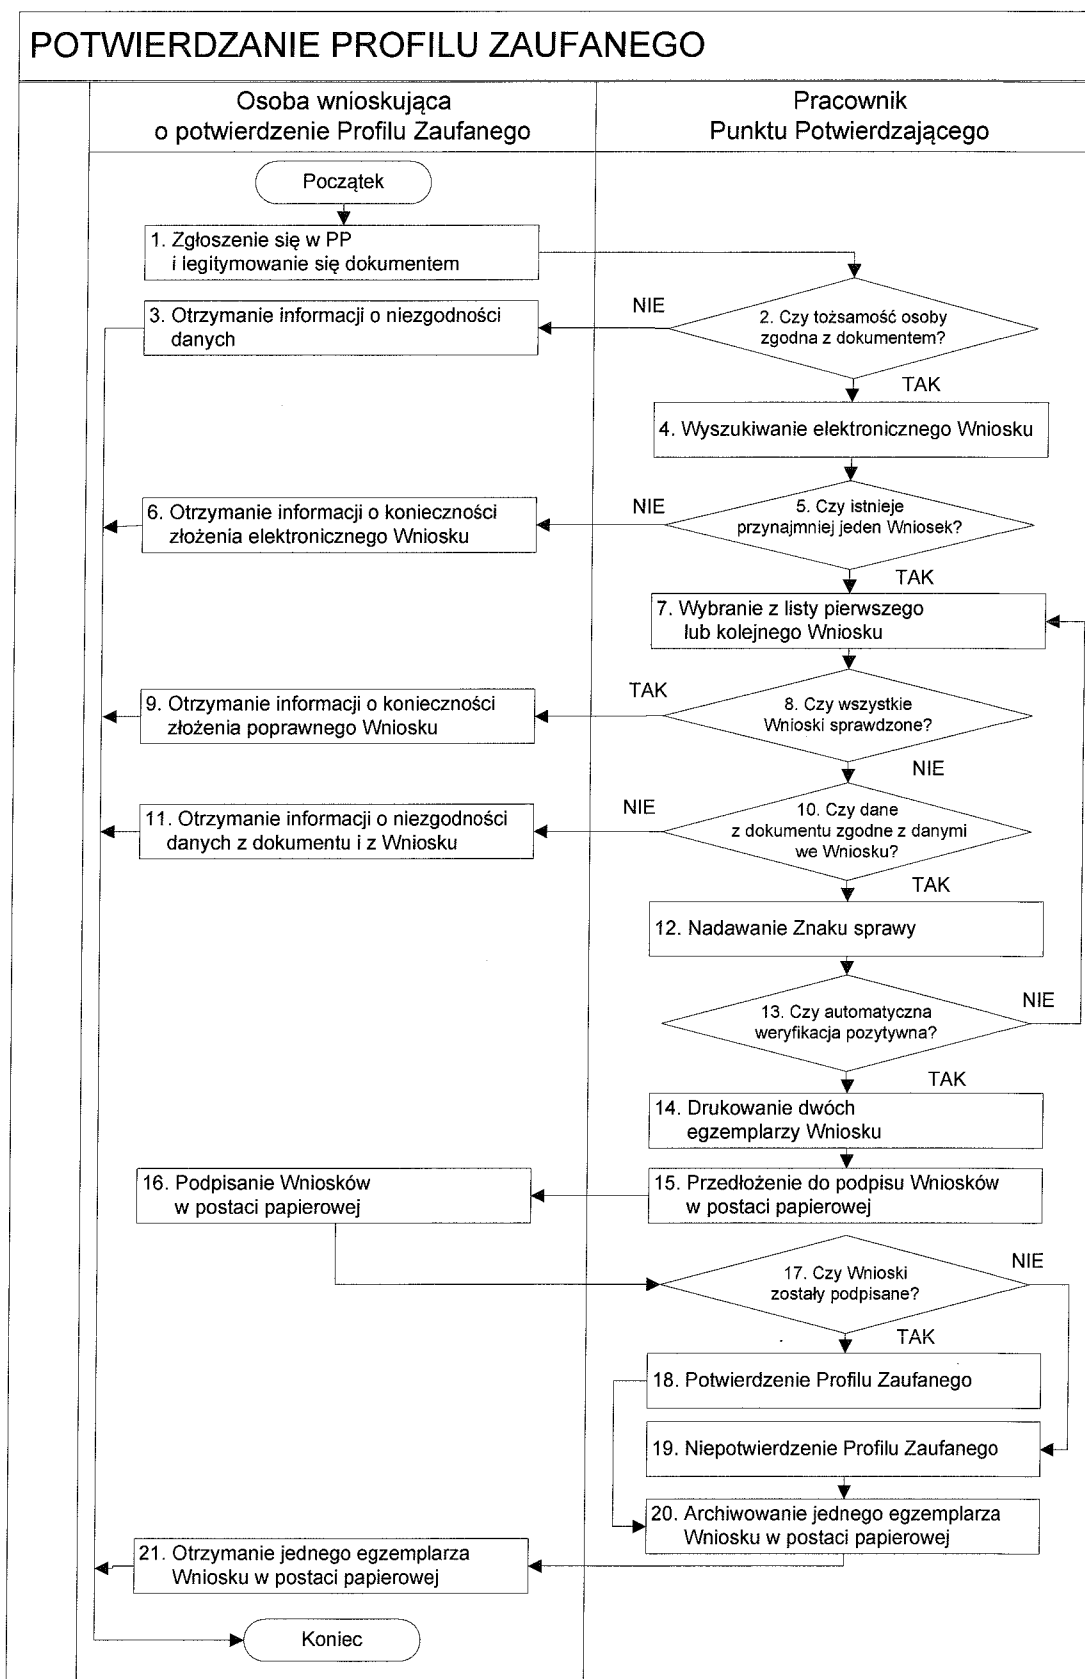 POTWIERDZANIE PROFILU ZAUFANEGO
Osoba wnioskująca
o potwierdzenie Profilu Zaufanego
Pracownik
Punktu Potwierdzającego
Początek
1. Zgłoszenie się w PP
i legitymowanie się dokumentem
2. Czy tożsamość osoby
zgodna z dokumentem?
NIE
3. Otrzymanie informacji o niezgodności
danych
TAK
4. Wyszukiwanie elektronicznego Wniosku
5. Czy istnieje
przynajmniej jeden Wniosek?
NIE
6. Otrzymanie informacji o konieczności
złożenia elektronicznego Wniosku
TAK
7. Wybranie z listy pierwszego
lub kolejnego Wniosku
8. Czy wszystkie
Wnioski sprawdzone?
TAK
9. Otrzymanie informacji o konieczności
złożenia poprawnego Wniosku
NIE
10. Czy dane
z dokumentu zgodne z danymi
we Wniosku?
NIE
11. Otrzymanie informacji o niezgodności
danych z dokumentu i z Wniosku
TAK
12. Nadawanie Znaku sprawy
13. Czy automatyczna
weryfikacja pozytywna?
NIE
TAK
14. Drukowanie dwóch
egzemplarzy Wniosku
15. Przedłożenie do podpisu Wniosków
w postaci papierowej
16. Podpisanie Wniosków
w postaci papierowej
17. Czy Wnioski
zostały podpisane?
NIE
TAK
18. Potwierdzenie Profilu Zaufanego
19. Niepotwierdzenie Profilu Zaufanego
20. Archiwowanie jednego egzemplarza
Wniosku w postaci papierowej
21. Otrzymanie jednego egzemplarza
Wniosku w postaci papierowej
Koniec